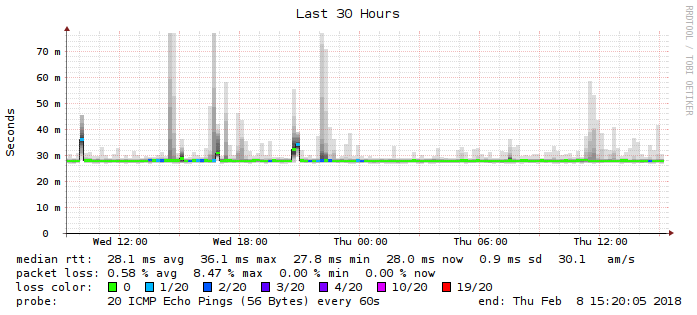 Last 30 Hours
RRDTOOL / TOBI OETIKER
Seconds
70 m
60 m
50 m
40 m
30 m
20 m
10 m
0
Wed 12:00 Wed 18:00 Thu 00:00 Thu 06:00 Thu 12:00
median rtt: 28.1 ms avg 36.1 ms max 27.8 ms min 28.0 ms now 0.9 ms sd 30.1 am/s
packet loss: 0.58 % avg 8.47 % max 0.00 % min 0.00 % now
loss color: 0 1/20 2/20 3/20 4/20 10/20 19/20
probe: 20 ICMP Echo Pings (56 Bytes) every 60s end: Thu Feb 8 15:20:05 2018